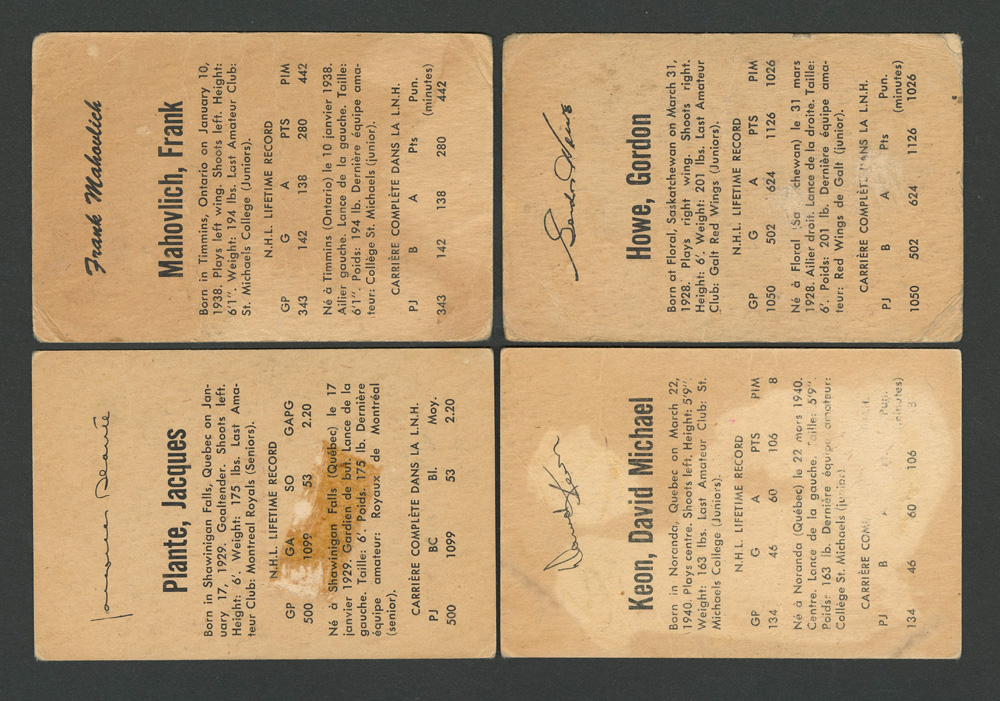 Frank Mahovlich
Mahovlich, Frank
Born in Timmins, Ontario on January 10,
1938. Plays left wing. Shoots left. Height:
6'1". Weight: 194 lbs. Last Amateur Club:
St. Michaels College (Juniors).
N.H.L. LIFETIME RECORD
GP G A PTS PIM
343 142 138 280 442
Né à Timmins (Ontario) le 10 janvier 1938.
Ailier gauche. Lance de la gauche. Taille:
6'1". Poids: 194 lb. Dernière équipe ama-
teur: Collège St. Michaels (junior).
CARRIÈRE COMPLÈTE DANS LA L.N.H.
PJ B A Pts Pun.
(minutes)
343 142 138 280 442
Gordon Howe
Howe, Gordon
Born at Floral, Saskatchewan on March 31,
1928. Plays right wing. Shoots right.
Height: 6'. Weight: 201 lbs. Last Amateur
Club: Galt Red Wings (Juniors).
N.H.L. LIFETIME RECORD
GP G A PTS PIM
1050 502 624 1126 1026
Né à Floral (Sa chewan) le 31 mars
1928. Ailier droit. Lance de la droite. Taille:
6'. Poids: 201 lb. Dernière équipe ama-
teur: Red Wings de Galt (junior).
CARRIÈRE COMPLÈTE DANS LA L.N.H.
PJ B A Pts Pun.
(minutes)
1050 502 624 1126 1026
Jacques Plante
Plante, Jacques
Born in Shawinigan Falls, Quebec on Jan-
uary 17, 1929. Goaltender. Shoots left.
Height: 6'. Weight: 175 lbs. Last Ama-
teur Club: Montreal Royals (Seniors).
N.H.L. LIFETIME RECORD
GP GA SO GAPG
500 1099 53 2.20
Né à Shawinigan Falls (Québec) le 17
janvier 1929. Gardien de but. Lance de la
gauche. Taille: 6'. Poids: 175 lb. Dernière
équipe amateur: Royaux de Montréal
(senior).
CARRIÈRE COMPLÈTE DANS LA L.N.H.
PJ BC Bl. Moy.
500 1099 53 2.20
David Keon
Keon, David Michael
Born in Noranda, Quebec on March 22,
1940. Plays centre. Shoots left. Height: 5'9".
Weight: 163 lbs. Last Amateur Club: St.
Michaels College (Juniors).
N.H.L. LIFETIME RECORD
GP G A PTS PIM
134 46 60 106 8
Né à Noranda (Québec) le 22 mars 1940.
Centre. Lance de la gauche. Taille: 5'9".
Poids: 163 lb. Dernière équipe amateur:
Collège St. Michaels (junior).
CARRIÈRE COM L.N.H.
PJ B Pun.
(minutes)
134 46 60 106 8